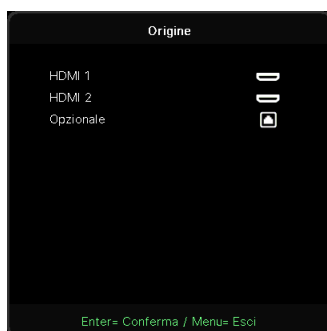 Origine
HDMI 1
HDMI 2
Opzionale
Enter= Conferma / Menu= Esci